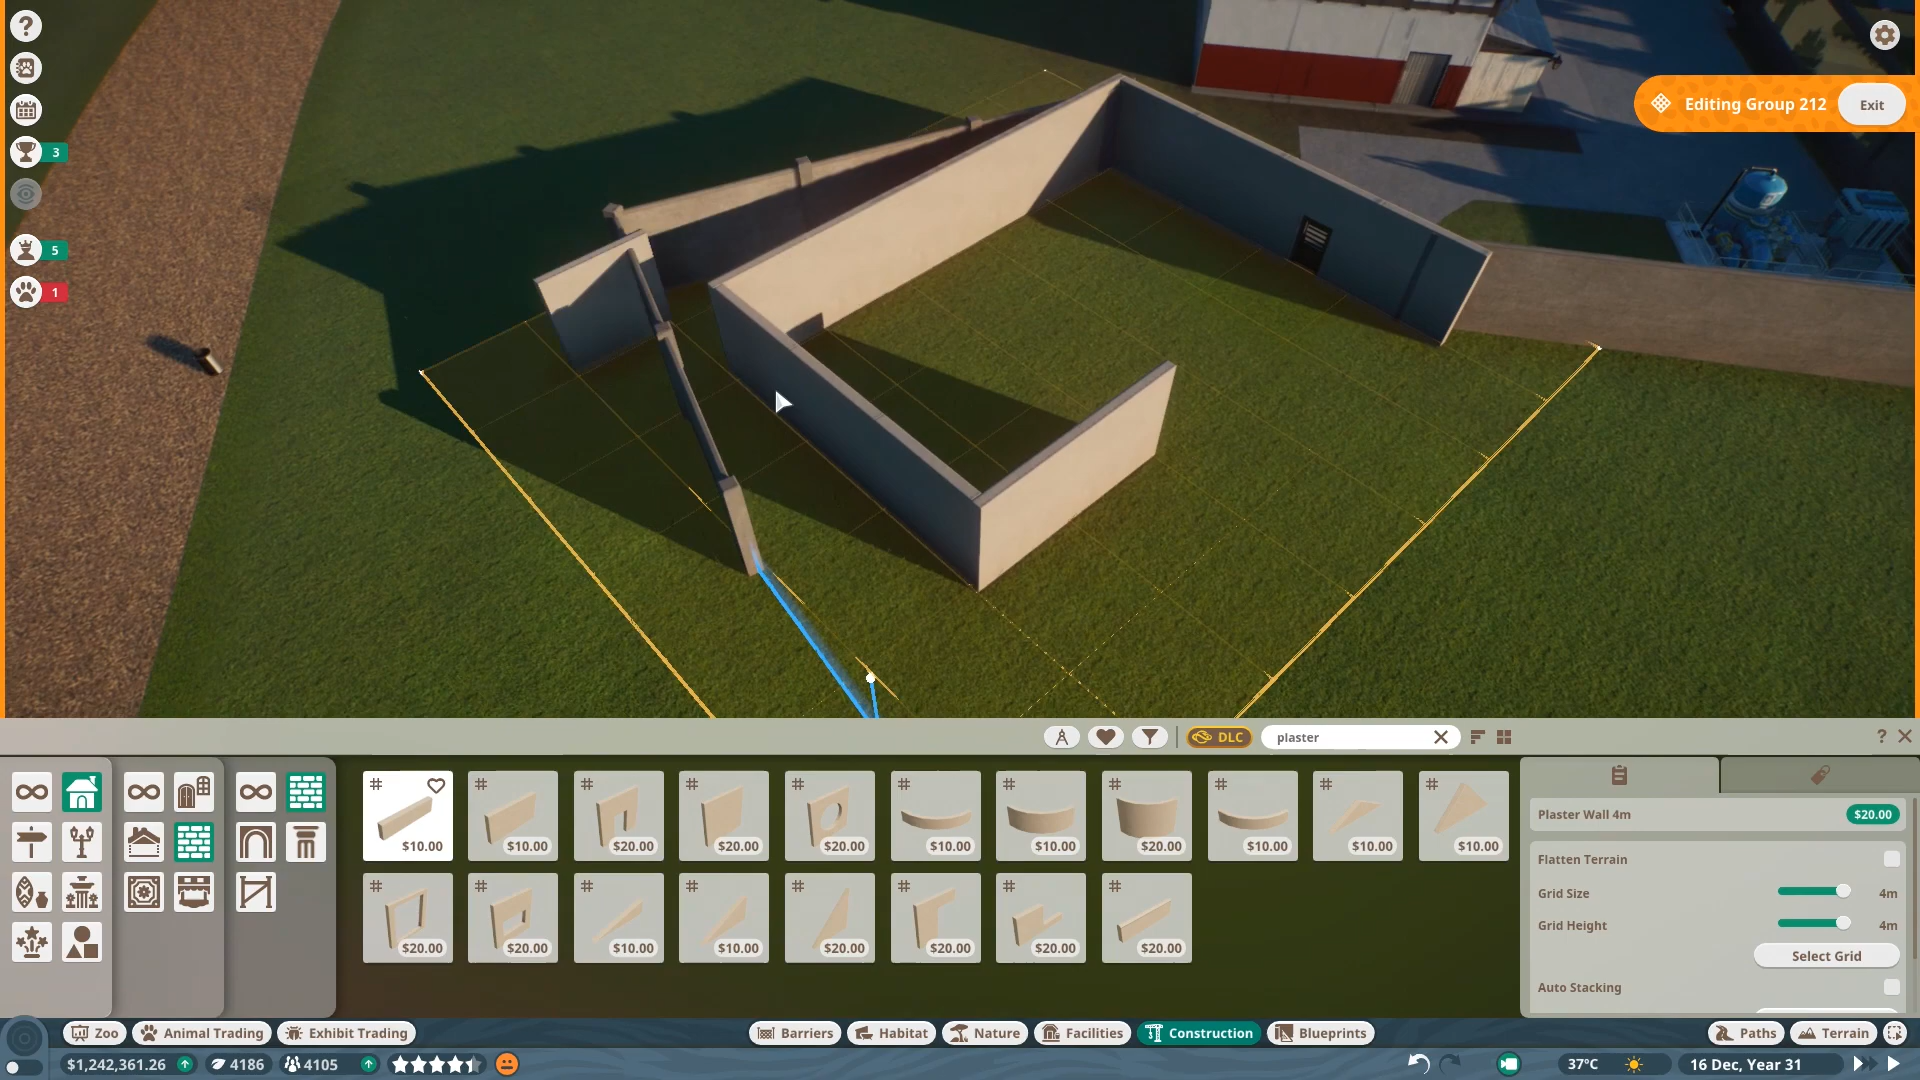 ?
Editing Group 212 Exit
3
5
1
DLC plaster ?
$10.00 $10.00 $20.00 $20.00 $20.00 $10.00 $10.00 $20.00 $10.00 $10.00 $10.00
$20.00 $20.00 $10.00 $10.00 $20.00 $20.00 $20.00 $20.00
Plaster Wall 4m $20.00
Flatten Terrain
Grid Size 4m
Grid Height 4m
Select Grid
Auto Stacking
Zoo Animal Trading Exhibit Trading Barriers Habitat Nature Facilities Construction Blueprints Paths Terrain
$1,242,361.26 4186 4105 37°C 16 Dec, Year 31